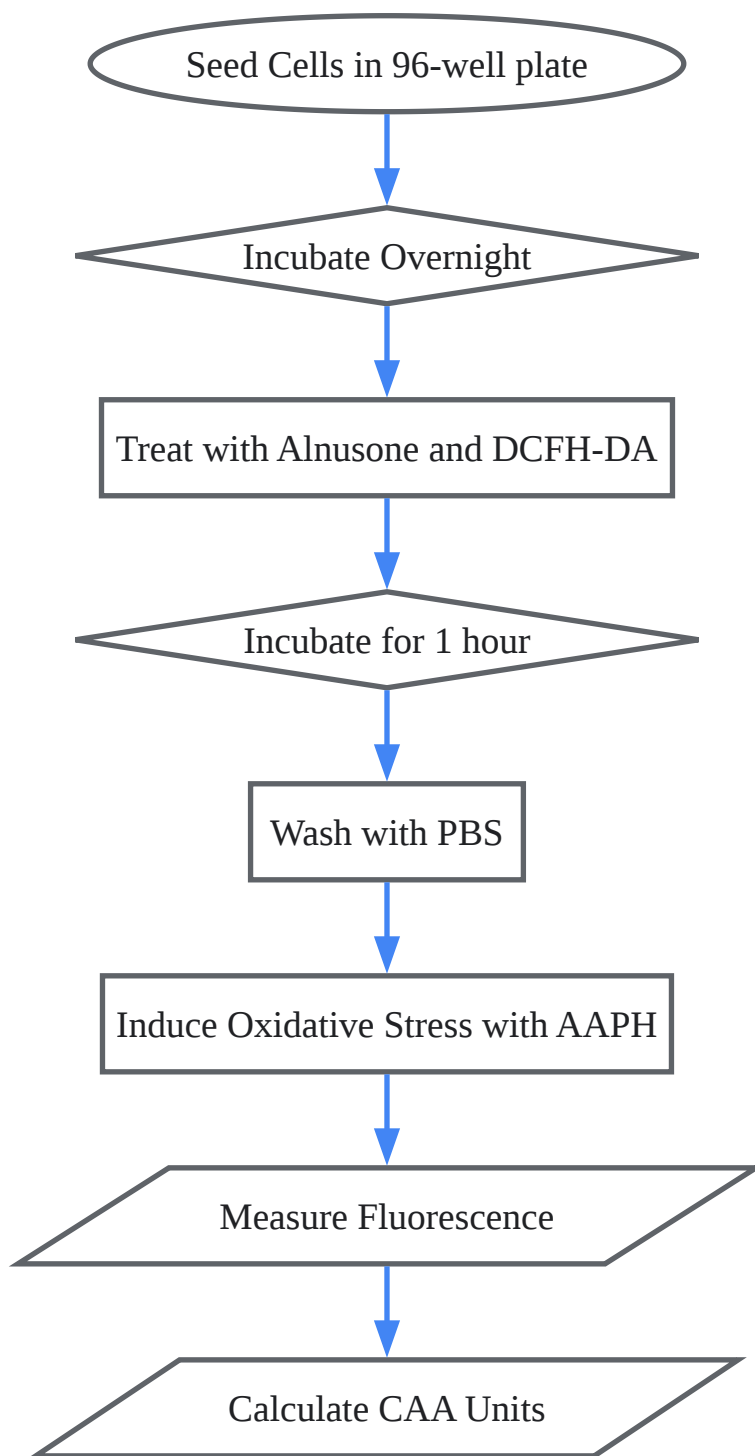 Seed Cells in 96-well plate
Incubate Overnight
Treat with Alnusone and DCFH-DA
Incubate for 1 hour
Wash with PBS
Induce Oxidative Stress with AAPH
Measure Fluorescence
Calculate CAA Units